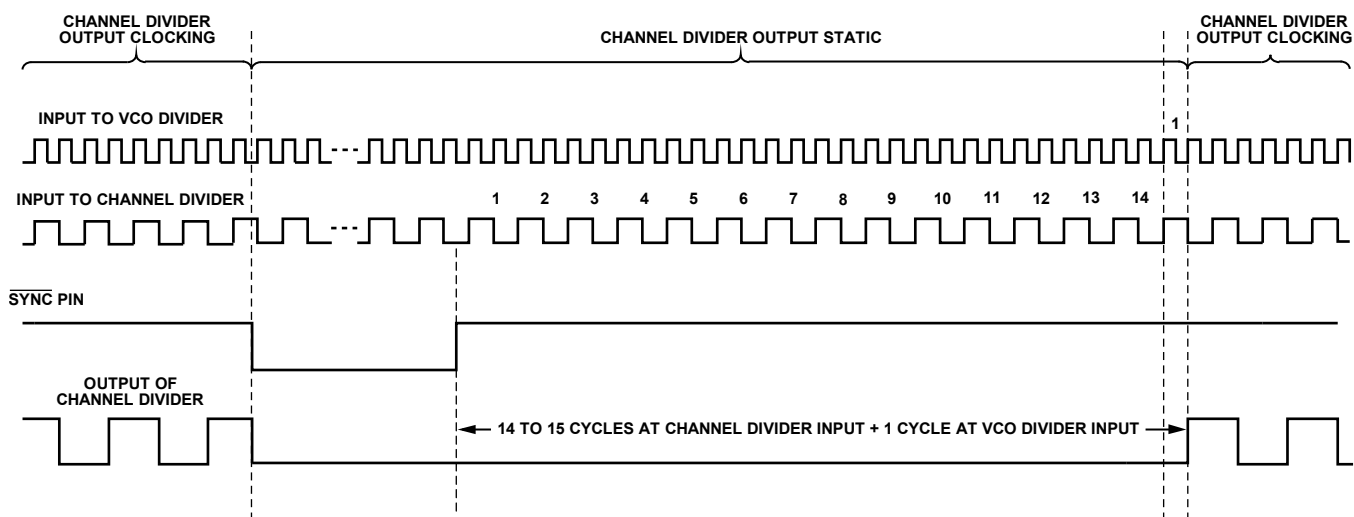 CHANNEL DIVIDER
OUTPUT CLOCKING
CHANNEL DIVIDER OUTPUT STATIC
CHANNEL DIVIDER
OUTPUT CLOCKING
INPUT TO VCO DIVIDER
1
INPUT TO CHANNEL DIVIDER
1 2 3 4 5 6 7 8 9 10 11 12 13 14
SYNC PIN
OUTPUT OF
CHANNEL DIVIDER
14 TO 15 CYCLES AT CHANNEL DIVIDER INPUT + 1 CYCLE AT VCO DIVIDER INPUT